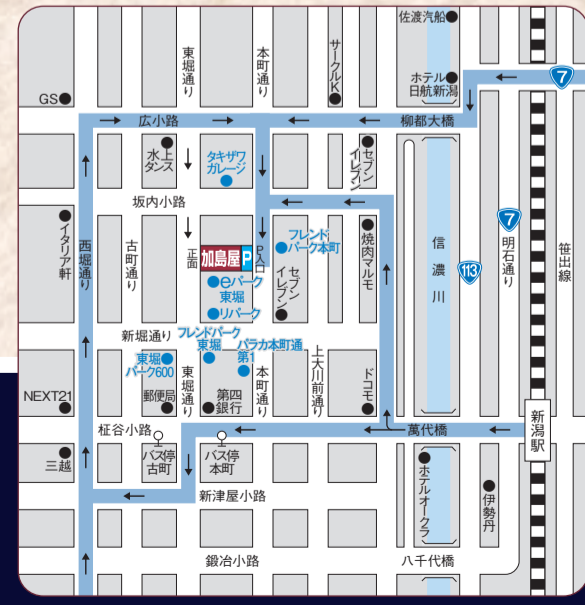 佐渡汽船
東堀通り
本町通り
サークルK
7
GS
ホテル
日航新潟
広小路
柳都大橋
水上
タンス
タキザワ
ガレージ
セブン
イレブン
坂内小路
7
イタリア軒
西堀通り
古町通り
正面
加島屋
P
P入口
フレンド
パーク本町
セブン
イレブン
焼肉マルモ
信濃川
113
明石通り
笹出線
eパーク
東堀
リパーク
新堀通り
フレンドパーク
東堀
パラカ本町通
第1
東堀
パーク600
上大川前通り
NEXT21
郵便局
東堀通り
第四
銀行
本町通り
ドコモ
新潟駅
柾谷小路
萬代橋
三越
バス停
古町
バス停
本町
ホテルオークラ
伊勢丹
新津屋小路
鍛冶小路
八千代橋